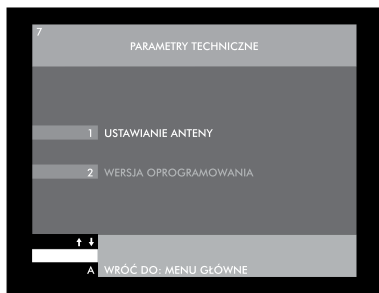 7
PARAMETRY TECHNICZNE
1 USTAWIANIE ANTENY
2 WERSJA OPROGRAMOWANIA
↑ ↓
A WRÓĆ DO: MENU GŁÓWNE